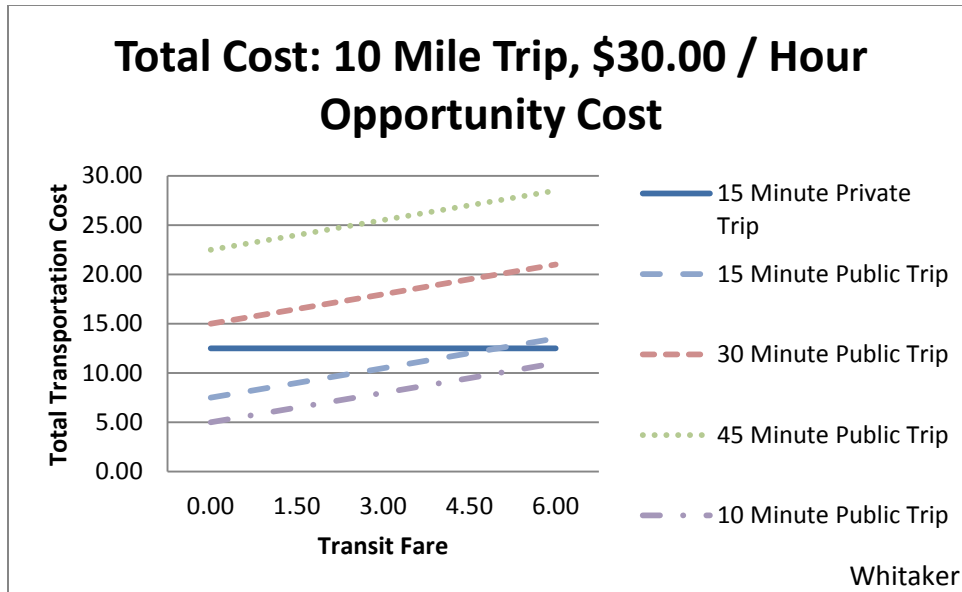 Total Cost: 10 Mile Trip, $30.00 / Hour
Opportunity Cost
Total Transportation Cost
30.00
25.00
20.00
15.00
10.00
5.00
0.00
0.00 1.50 3.00 4.50 6.00
Transit Fare
15 Minute Private
Trip
15 Minute Public Trip
30 Minute Public Trip
45 Minute Public Trip
10 Minute Public Trip
Whitaker